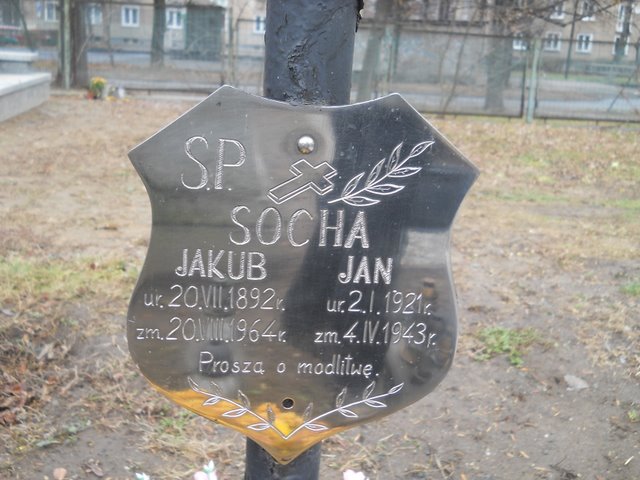 S.P.
SOCHA
JAKUB JAN
ur. 20.VII.1892r. ur. 2.I.1921r.
zm. 20.VIII.1964r. zm. 4.IV.1943r.
Prosza o modlitwę.